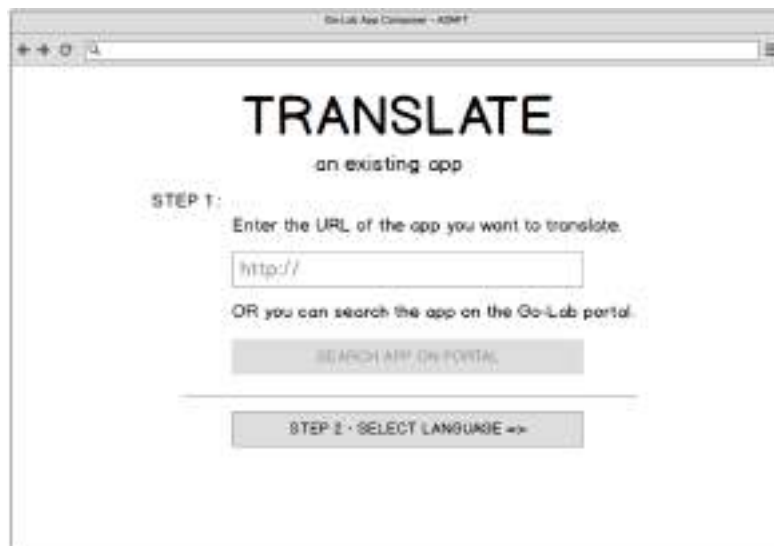 Go-Lab App Composer - ADAPT
TRANSLATE
an existing app
STEP 1:
Enter the URL of the app you want to translate.
http://
OR you can search the app on the Go-Lab portal.
SEARCH APP ON PORTAL
STEP 2 - SELECT LANGUAGE =>